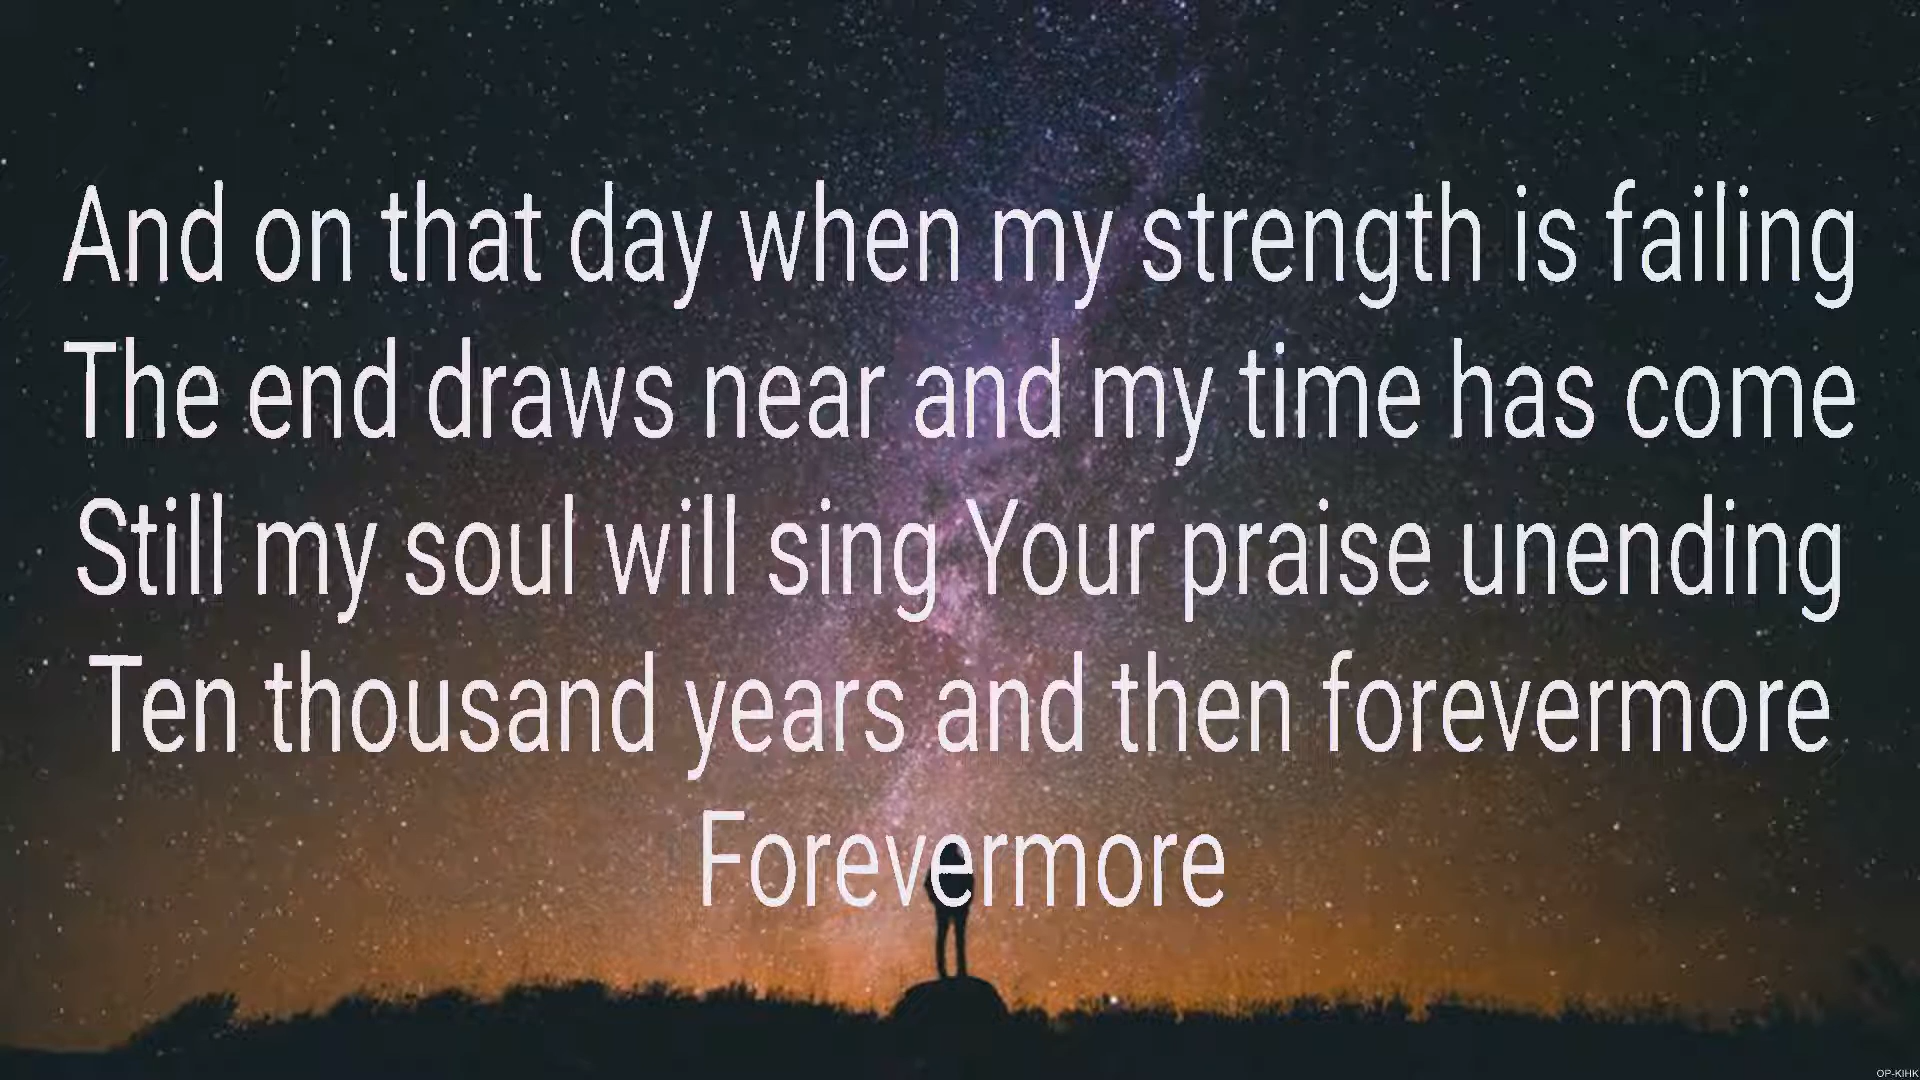 And on that day when my strength is failing
The end draws near and my time has come
Still my soul will sing Your praise unending
Ten thousand years and then forevermore
Forevermore
OP-KIHK